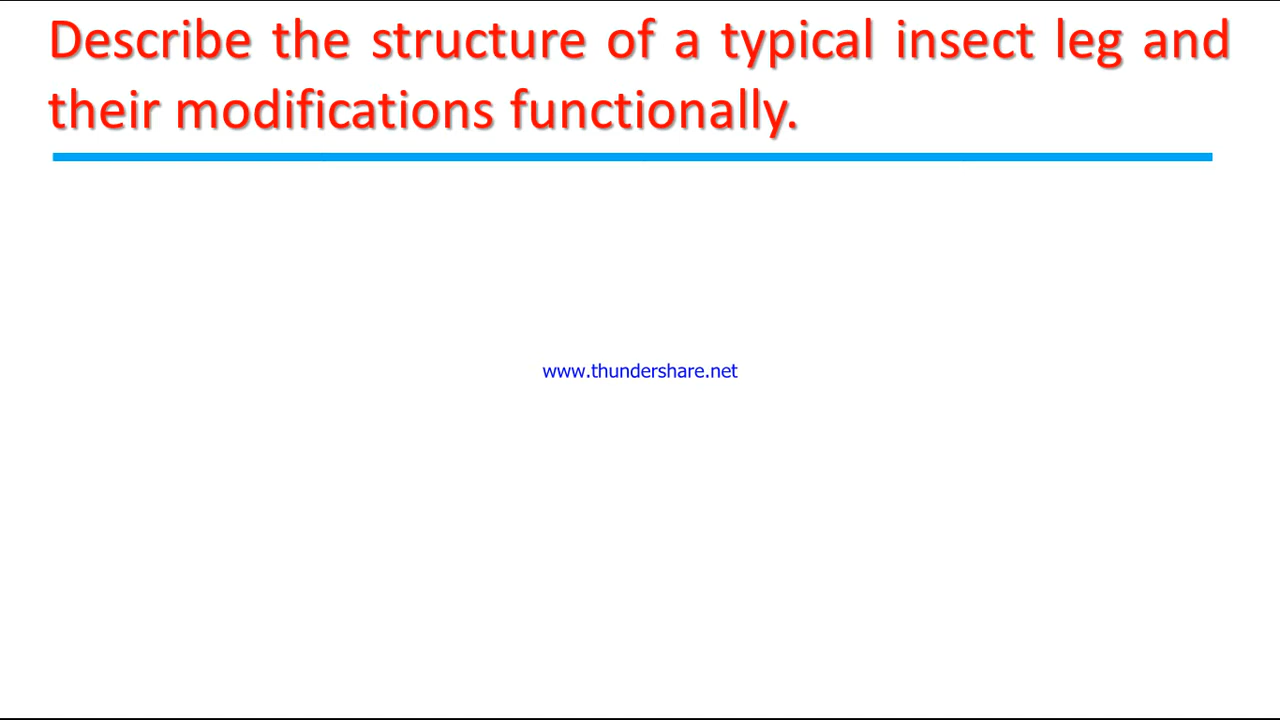 Describe the structure of a typical insect leg and
their modifications functionally.
www.thundershare.net